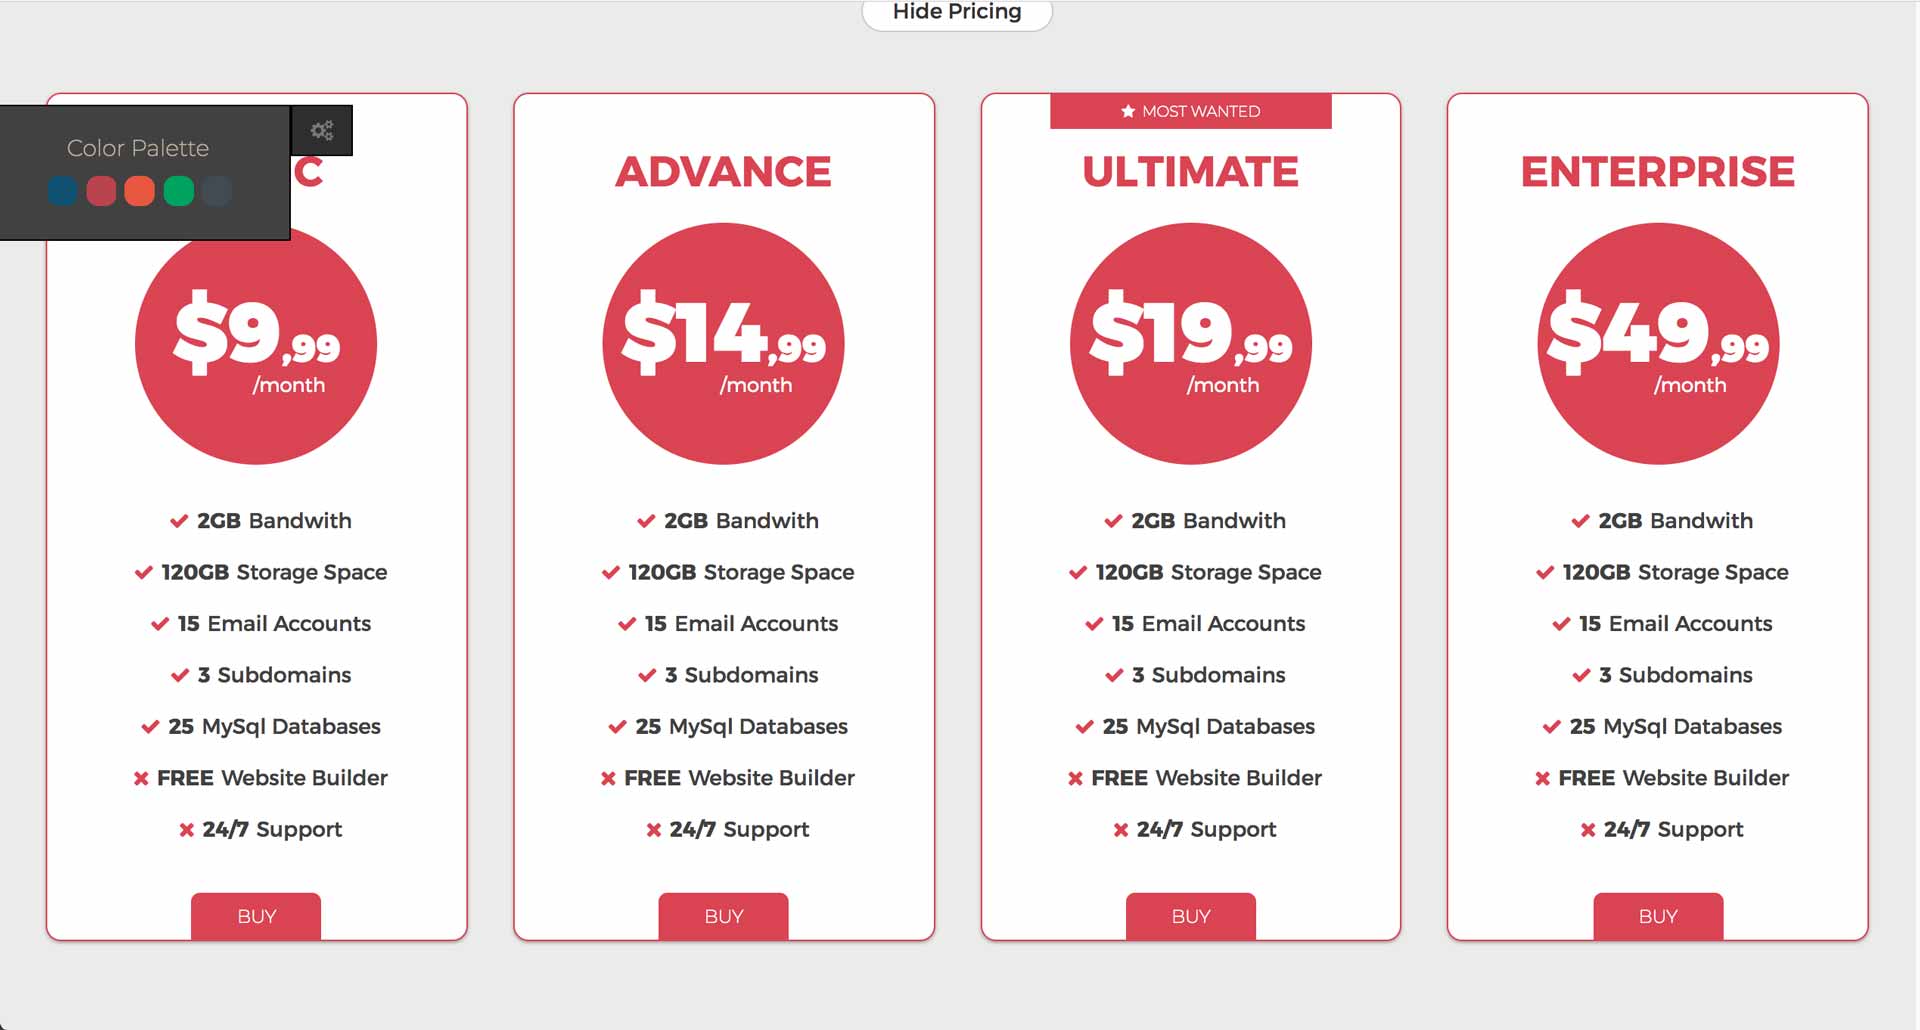 Hide Pricing
Color Palette
C
$9,99
/month
2GB Bandwith
120GB Storage Space
15 Email Accounts
3 Subdomains
25 MySql Databases
FREE Website Builder
24/7 Support
BUY
ADVANCE
$14,99
/month
2GB Bandwith
120GB Storage Space
15 Email Accounts
3 Subdomains
25 MySql Databases
FREE Website Builder
24/7 Support
BUY
MOST WANTED
ULTIMATE
$19,99
/month
2GB Bandwith
120GB Storage Space
15 Email Accounts
3 Subdomains
25 MySql Databases
FREE Website Builder
24/7 Support
BUY
ENTERPRISE
$49,99
/month
2GB Bandwith
120GB Storage Space
15 Email Accounts
3 Subdomains
25 MySql Databases
FREE Website Builder
24/7 Support
BUY